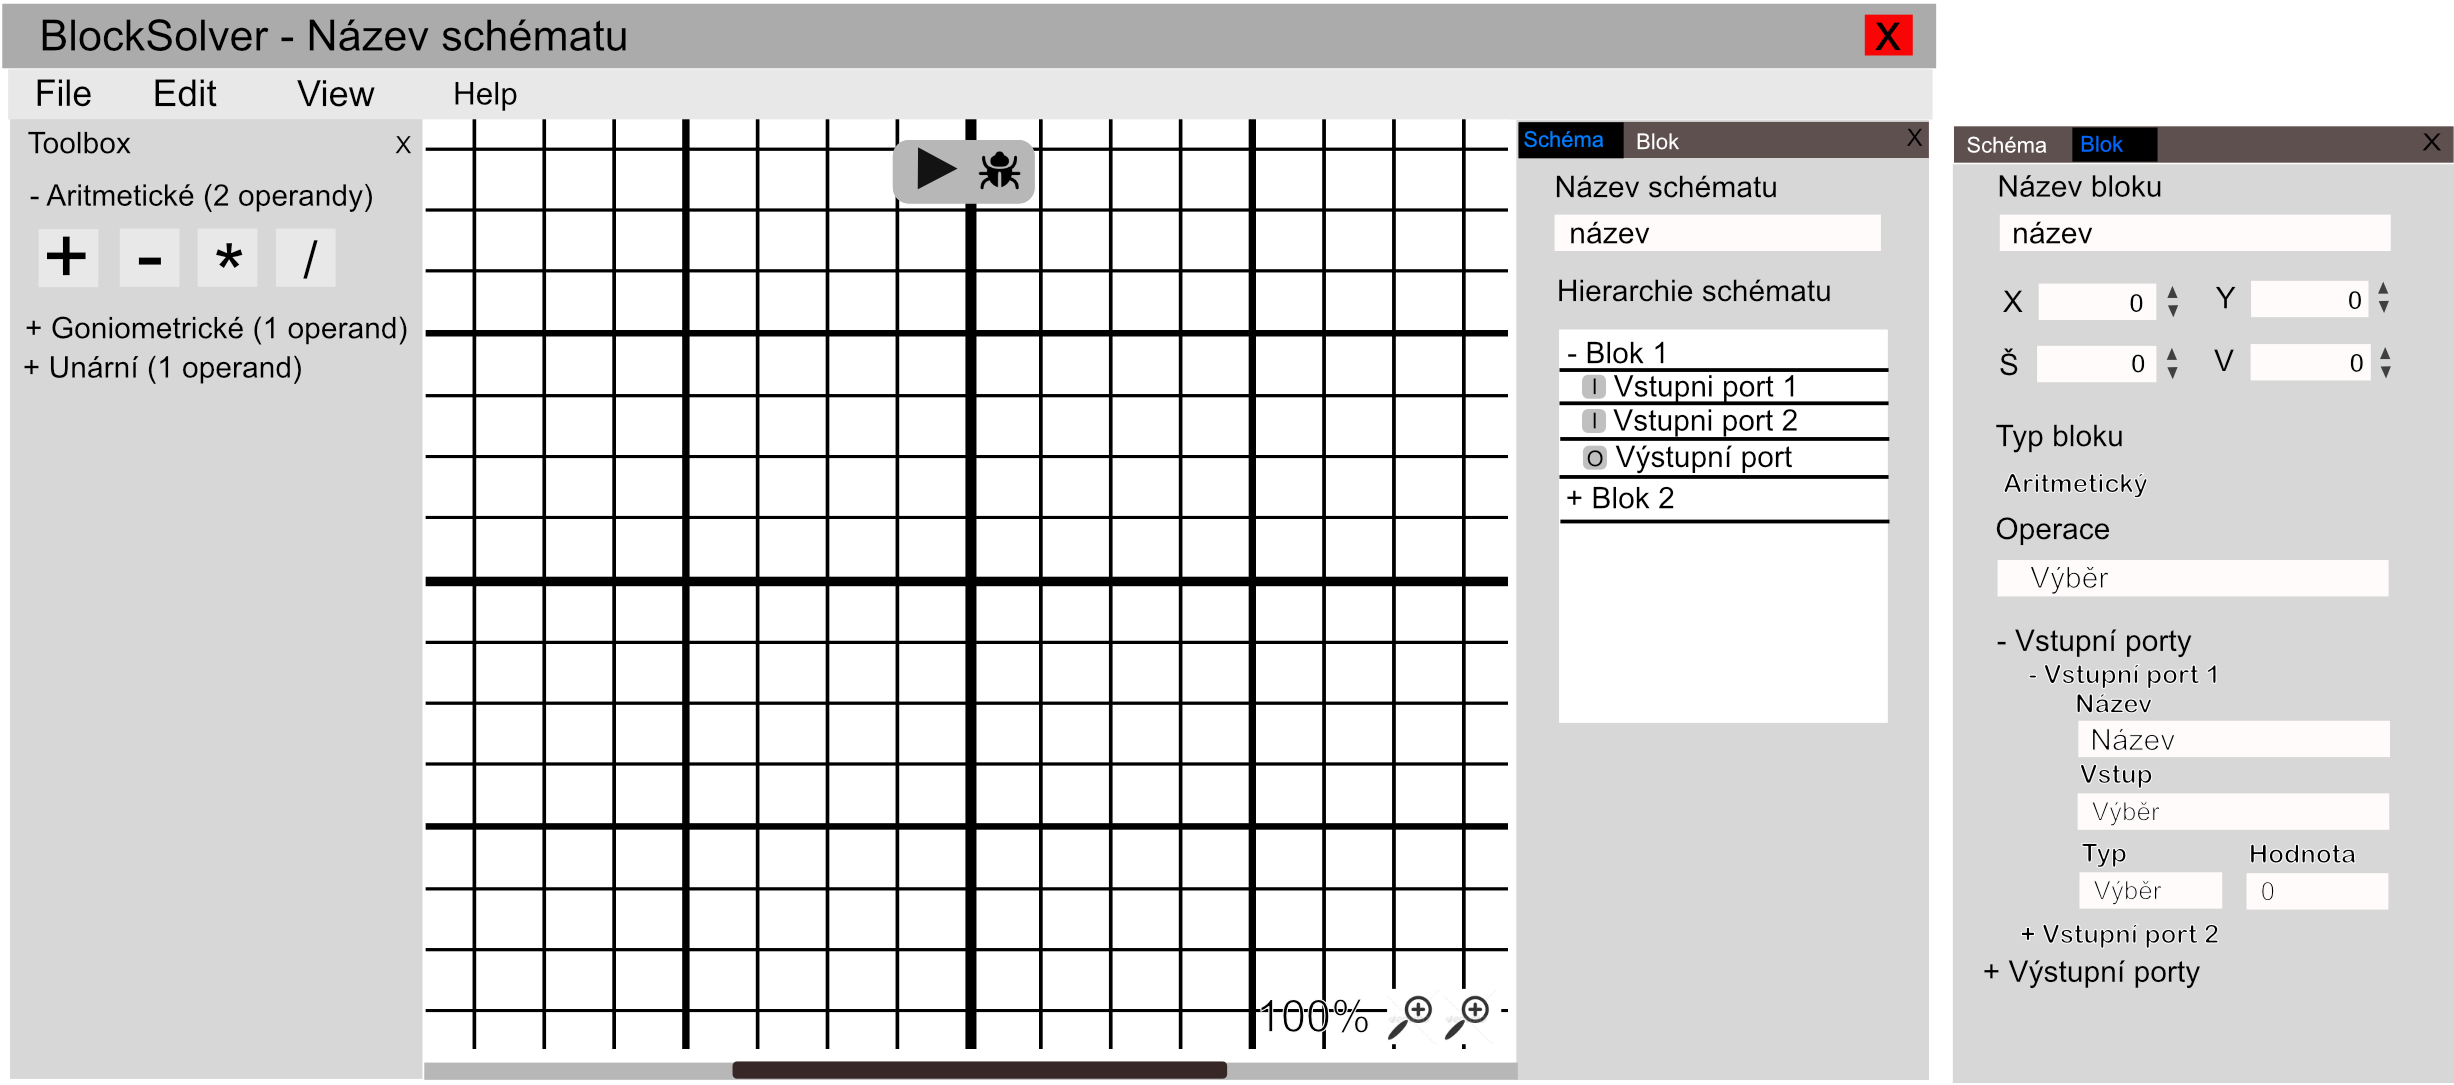 BlockSolver - Název schématu
X
File Edit View Help
Toolbox X
- Aritmetické (2 operandy)
+ - * /
+ Goniometrické (1 operand)
+ Unární (1 operand)
100%
Schéma Blok X
Název schématu
název
Hierarchie schématu
- Blok 1
I Vstupni port 1
I Vstupni port 2
O Výstupní port
+ Blok 2
Schéma Blok X
Název bloku
název
X 0 Y 0
Š 0 V 0
Typ bloku
Aritmetický
Operace
Výběr
- Vstupní porty
- Vstupní port 1
Název
Název
Vstup
Výběr
Typ Hodnota
Výběr 0
+ Vstupní port 2
+ Výstupní porty